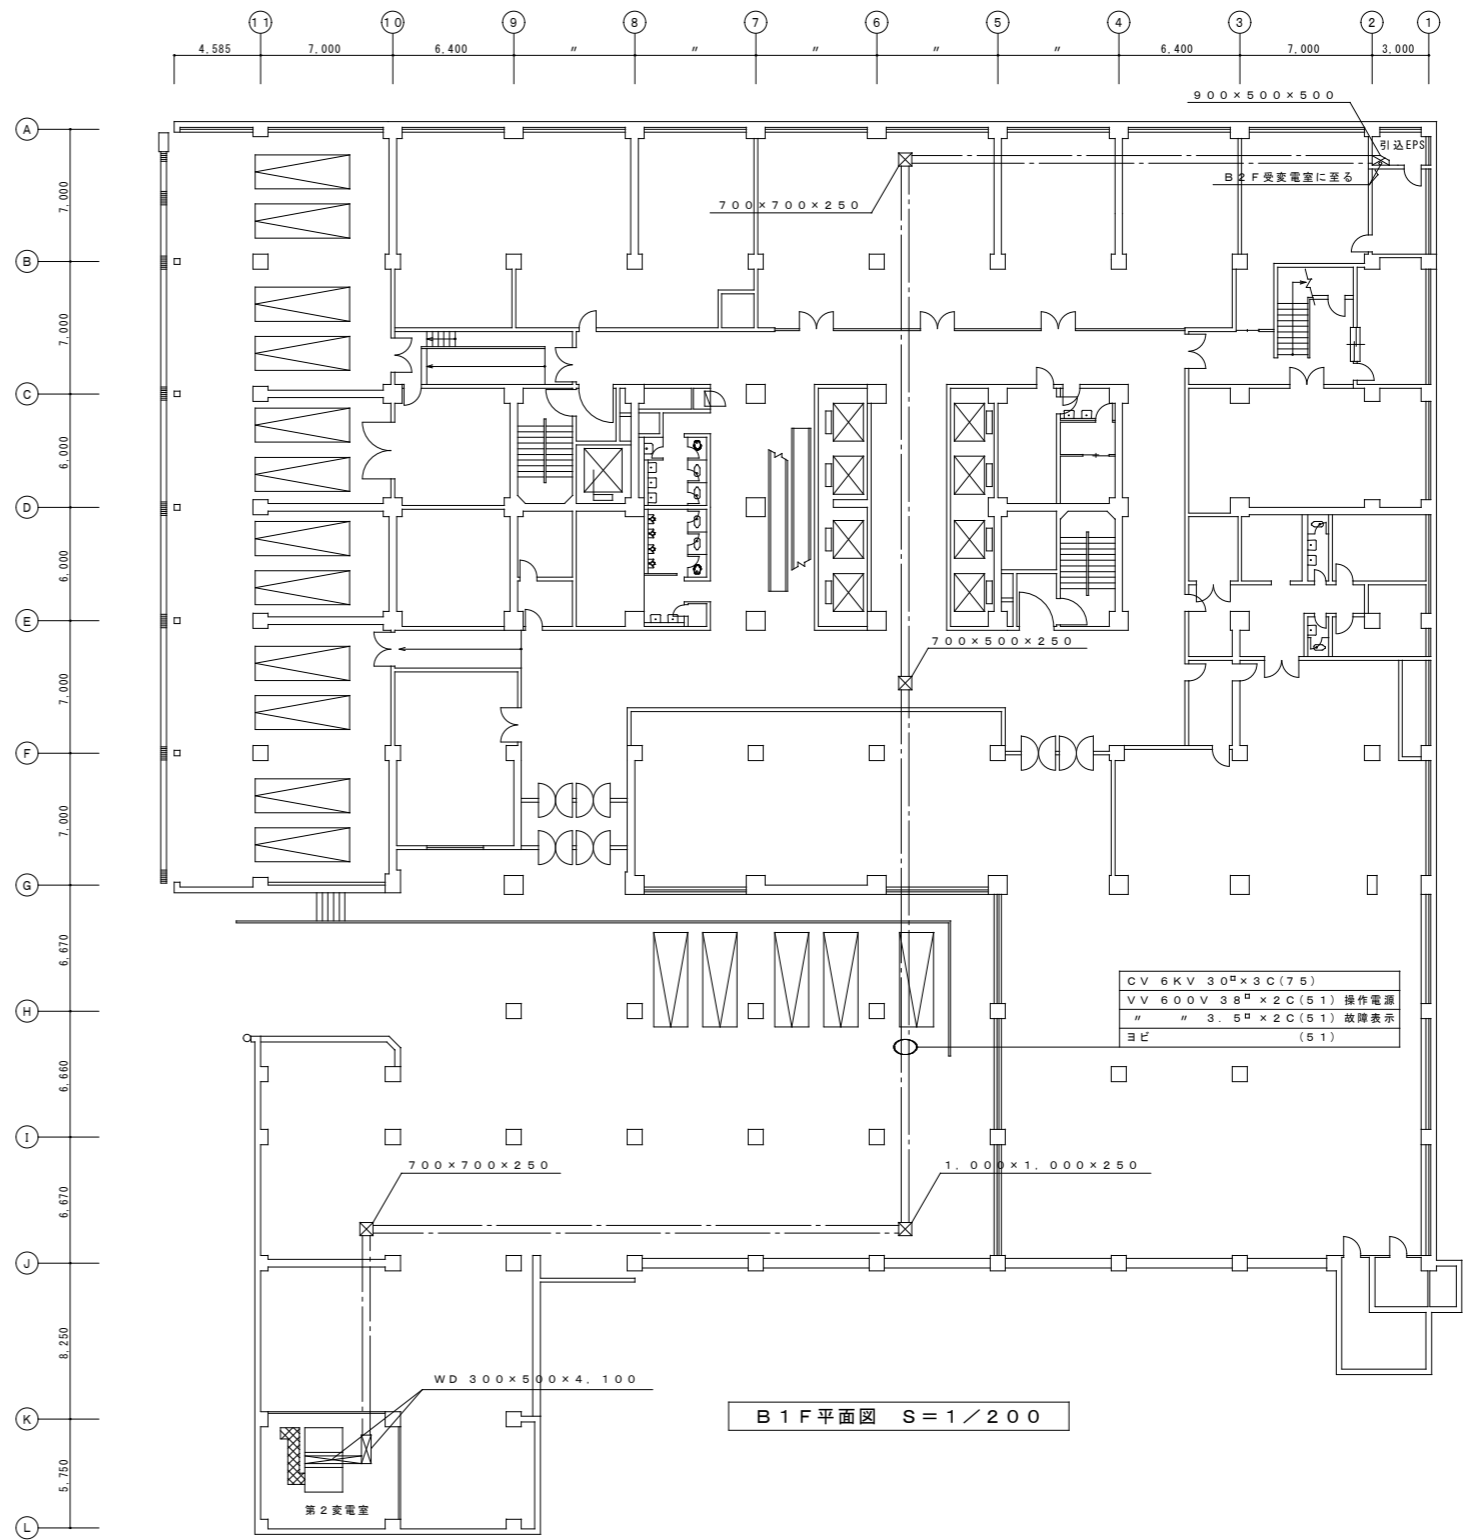 11 10 9 8 7 6 5 4 3 2 1
4,585 7,000 6,400 〃 〃 〃 〃 〃 6,400 7,000 3,000
900×500×500
A
引込EPS
B2F受変電室に至る
7,000
700×700×250
B
7,000
C
6,000
D
6,000
E
700×500×250
7,000
F
7,000
G
6,670
CV 6KV 30□×3C(75)
VV 600V 38□×2C(51) 操作電源
〃 〃 3.5□×2C(51) 故障表示
ヨビ (51)
H
6,660
I
700×700×250
1,000×1,000×250
6,670
J
8,250
WD 300×500×4,100
B1F平面図 S=1/200
K
5,750
第2変電室
L